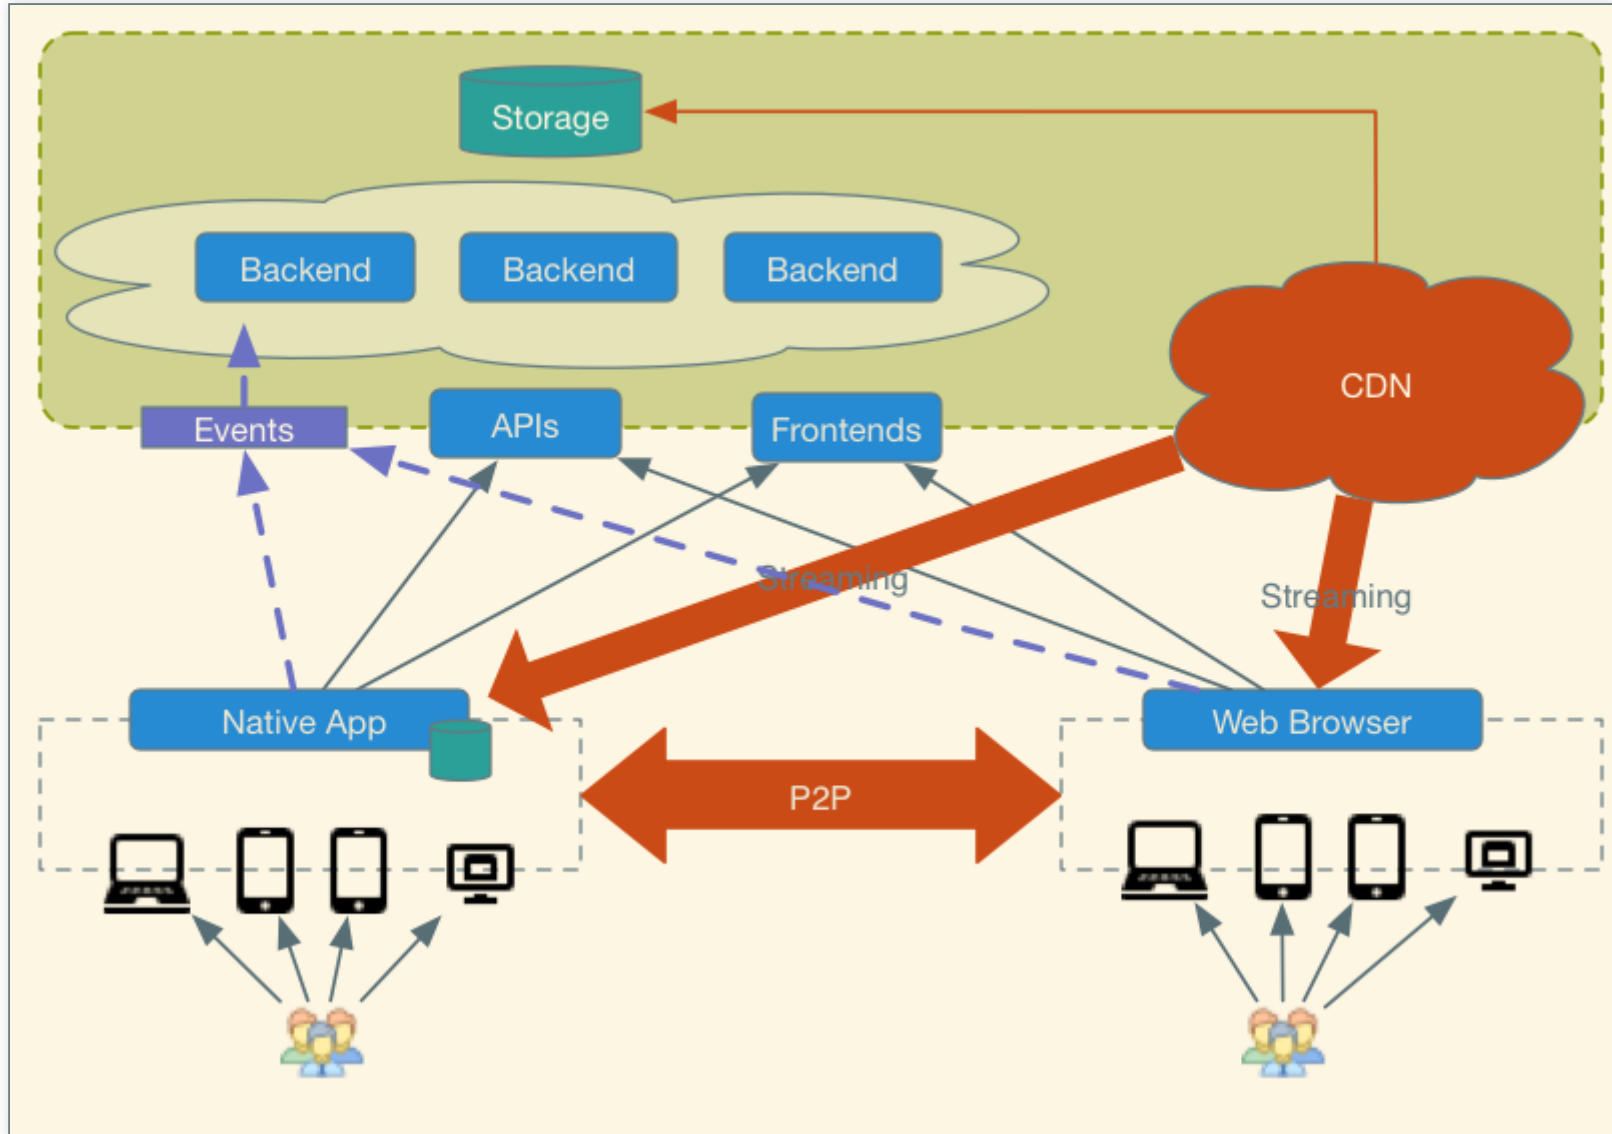 Storage
Backend
Backend
Backend
CDN
Events
APIs
Frontends
Streaming
Streaming
Native App
Web Browser
P2P